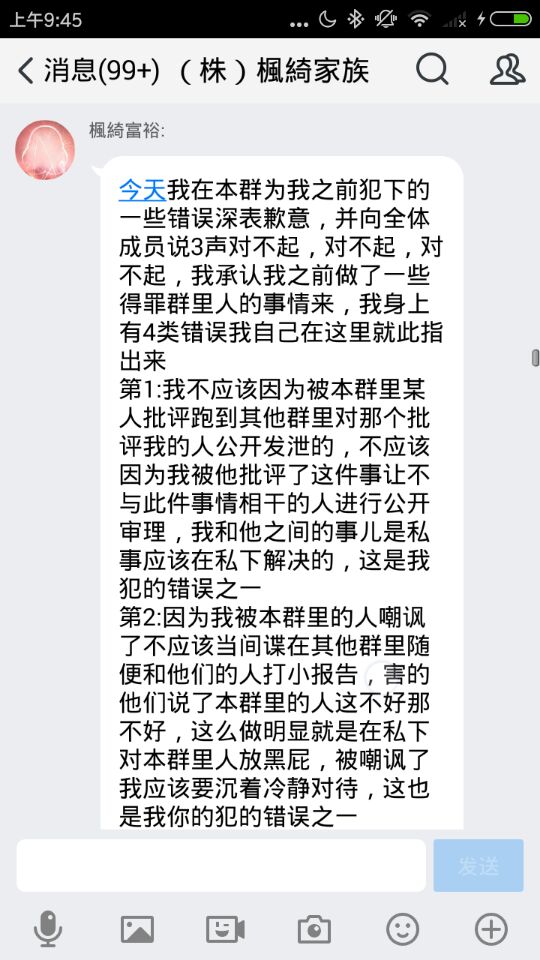 上午9:45
消息(99+)（株）楓綺家族
楓綺富裕:
今天我在本群为我之前犯下的
一些错误深表歉意，并向全体
成员说3声对不起，对不起，对
不起，我承认我之前做了一些
得罪群里人的事情来，我身上
有4类错误我自己在这里就此指
出来
第1:我不应该因为被本群里某
人批评跑到其他群里对那个批
评我的人公开发泄的，不应该
因为我被他批评了这件事让不
与此件事情相干的人进行公开
审理，我和他之间的事儿是私
事应该在私下解决的，这是我
犯的错误之一
第2:因为我被本群里的人嘲讽
了不应该当间谍在其他群里随
便和他们的人打小报告，害的
他们说了本群里的人这不好那
不好，这么做明显就是在私下
对本群里人放黑屁，被嘲讽了
我应该要沉着冷静对待，这也
是我你的犯的错误之一
发送